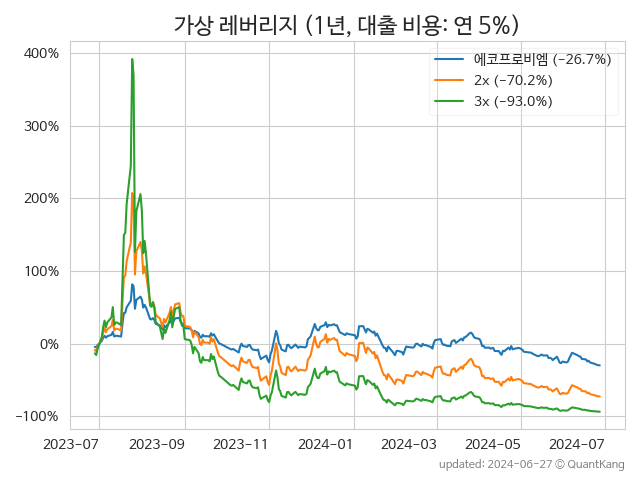 가상 레버리지 (1년, 대출 비용: 연 5%)
400%
300%
200%
100%
0%
−100%
에코프로비엠 (−26.7%)
2x (−70.2%)
3x (−93.0%)
2023-07 2023-09 2023-11 2024-01 2024-03 2024-05 2024-07
updated: 2024-06-27 © QuantKang